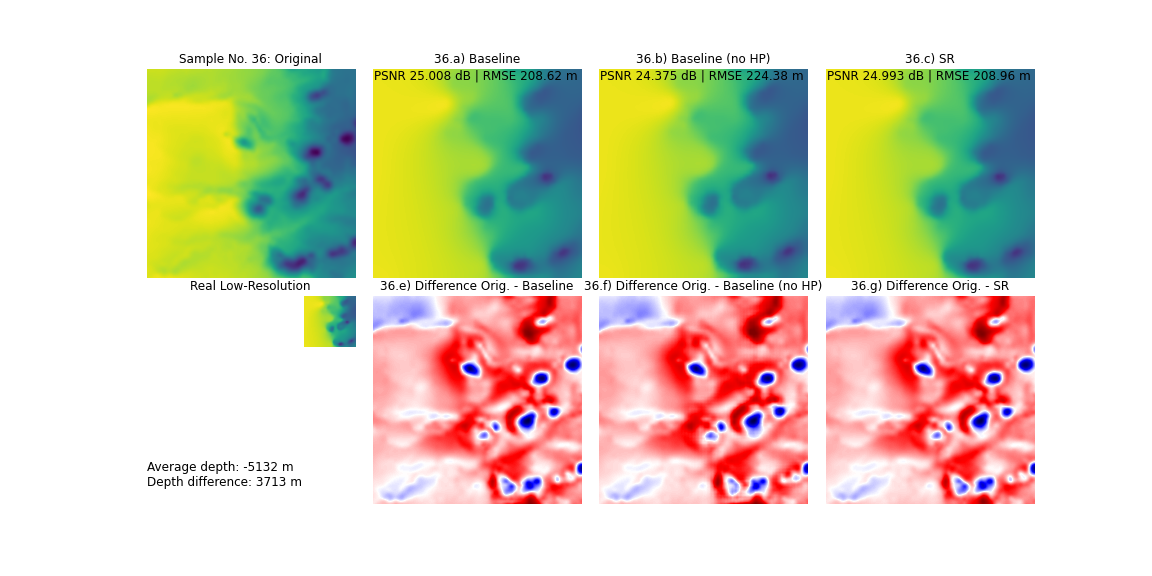 Sample No. 36: Original
36.a) Baseline
36.b) Baseline (no HP)
36.c) SR
PSNR 25.008 dB | RMSE 208.62 m
PSNR 24.375 dB | RMSE 224.38 m
PSNR 24.993 dB | RMSE 208.96 m
Real Low-Resolution
36.e) Difference Orig. - Baseline
36.f) Difference Orig. - Baseline (no HP)
36.g) Difference Orig. - SR
Average depth: -5132 m
Depth difference: 3713 m